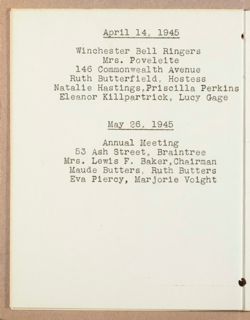 April 14, 1945
Winchester Bell Ringers
Mrs. Poveleite
146 Commonwealth Avenue
Ruth Butterfield, Hostess
Natalie Hastings,Priscilla Perkins
Eleanor Killpartrick, Lucy Gage
May 26, 1945
Annual Meeting
53 Ash Street, Braintree
Mrs. Lewis F. Baker,Chairman
Maude Butters, Ruth Butters
Eva Piercy, Marjorie Voight